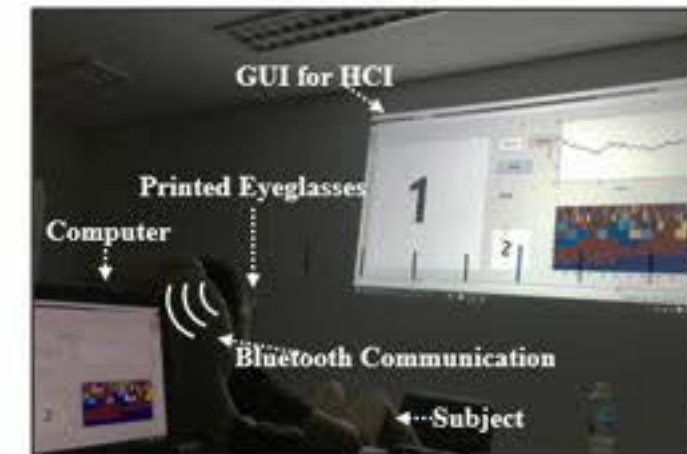 GUI for HCI
1
Printed Eyeglasses
Computer
2
Bluetooth Communication
2
Subject